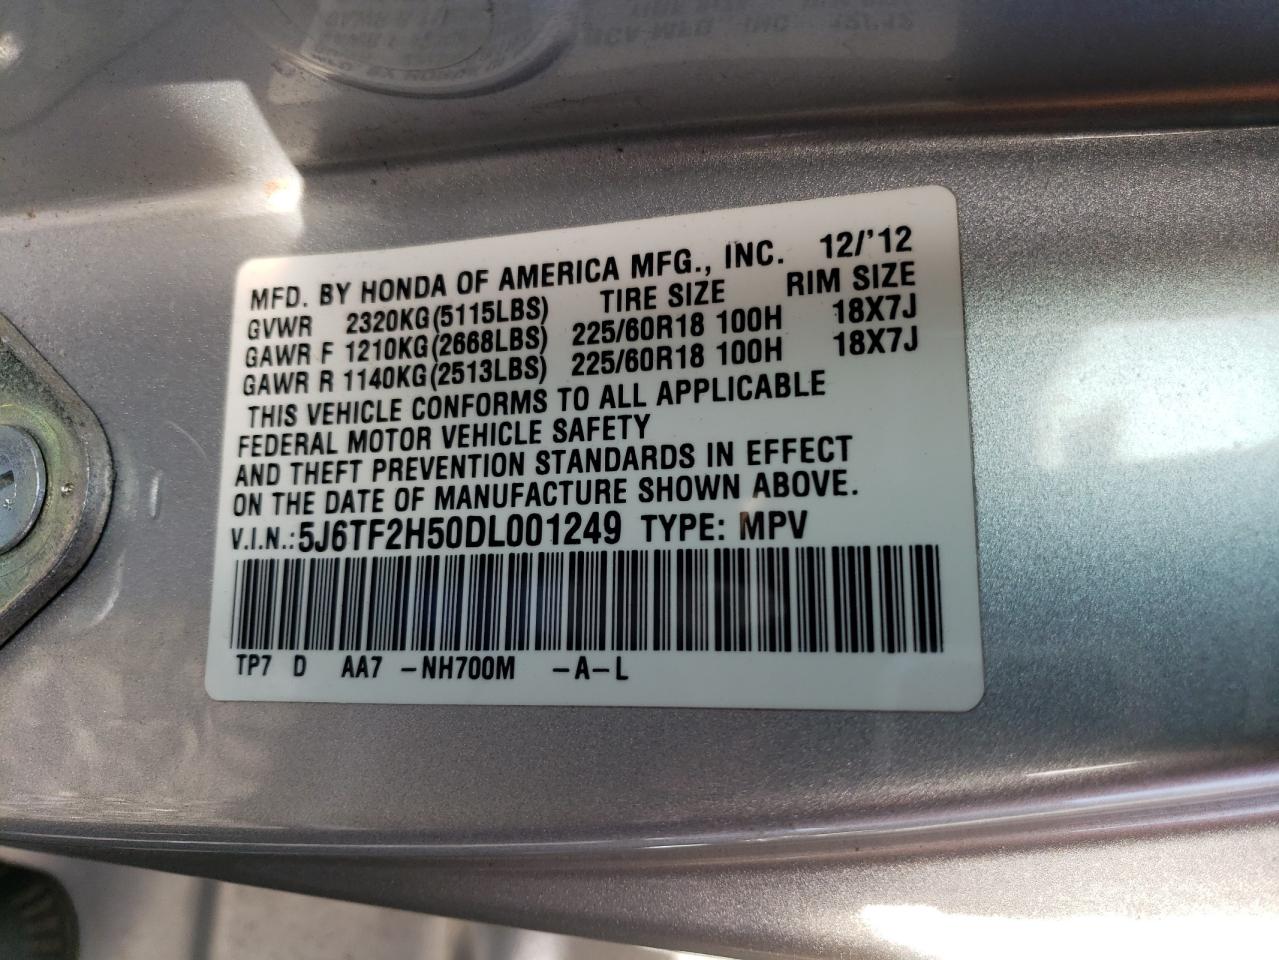 MFD. BY HONDA OF AMERICA MFG., INC. 12/'12
GVWR 2320KG(5115LBS) TIRE SIZE RIM SIZE
GAWR F 1210KG(2668LBS) 225/60R18 100H 18X7J
GAWR R 1140KG(2513LBS) 225/60R18 100H 18X7J
THIS VEHICLE CONFORMS TO ALL APPLICABLE
FEDERAL MOTOR VEHICLE SAFETY
AND THEFT PREVENTION STANDARDS IN EFFECT
ON THE DATE OF MANUFACTURE SHOWN ABOVE.
V.I.N.: 5J6TF2H50DL001249 TYPE: MPV
TP7 D AA7 -NH700M -A-L